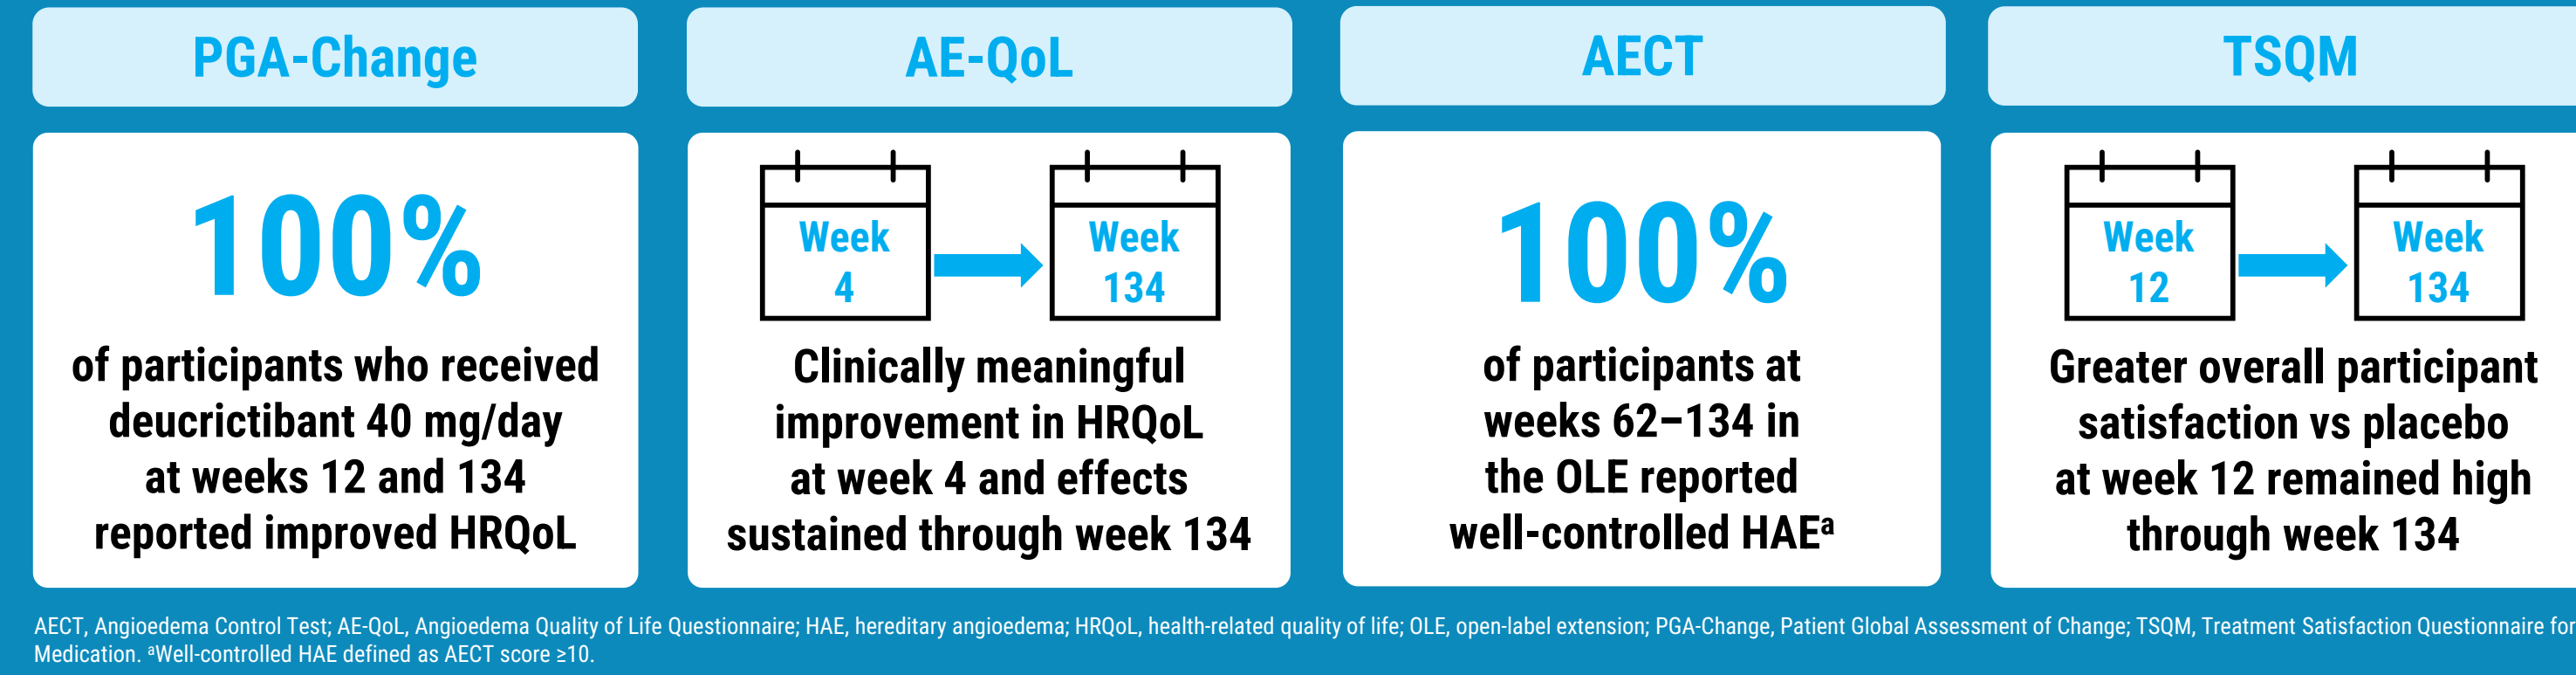 PGA-Change
100%
of participants who received
deucrictibant 40 mg/day
at weeks 12 and 134
reported improved HRQoL
AE-QoL
Week
4
Week
134
Clinically meaningful
improvement in HRQoL
at week 4 and effects
sustained through week 134
AECT
100%
of participants at
weeks 62–134 in
the OLE reported
well-controlled HAEᵃ
TSQM
Week
12
Week
134
Greater overall participant
satisfaction vs placebo
at week 12 remained high
through week 134
AECT, Angioedema Control Test; AE-QoL, Angioedema Quality of Life Questionnaire; HAE, hereditary angioedema; HRQoL, health-related quality of life; OLE, open-label extension; PGA-Change, Patient Global Assessment of Change; TSQM, Treatment Satisfaction Questionnaire for
Medication. ᵃWell-controlled HAE defined as AECT score ≥10.